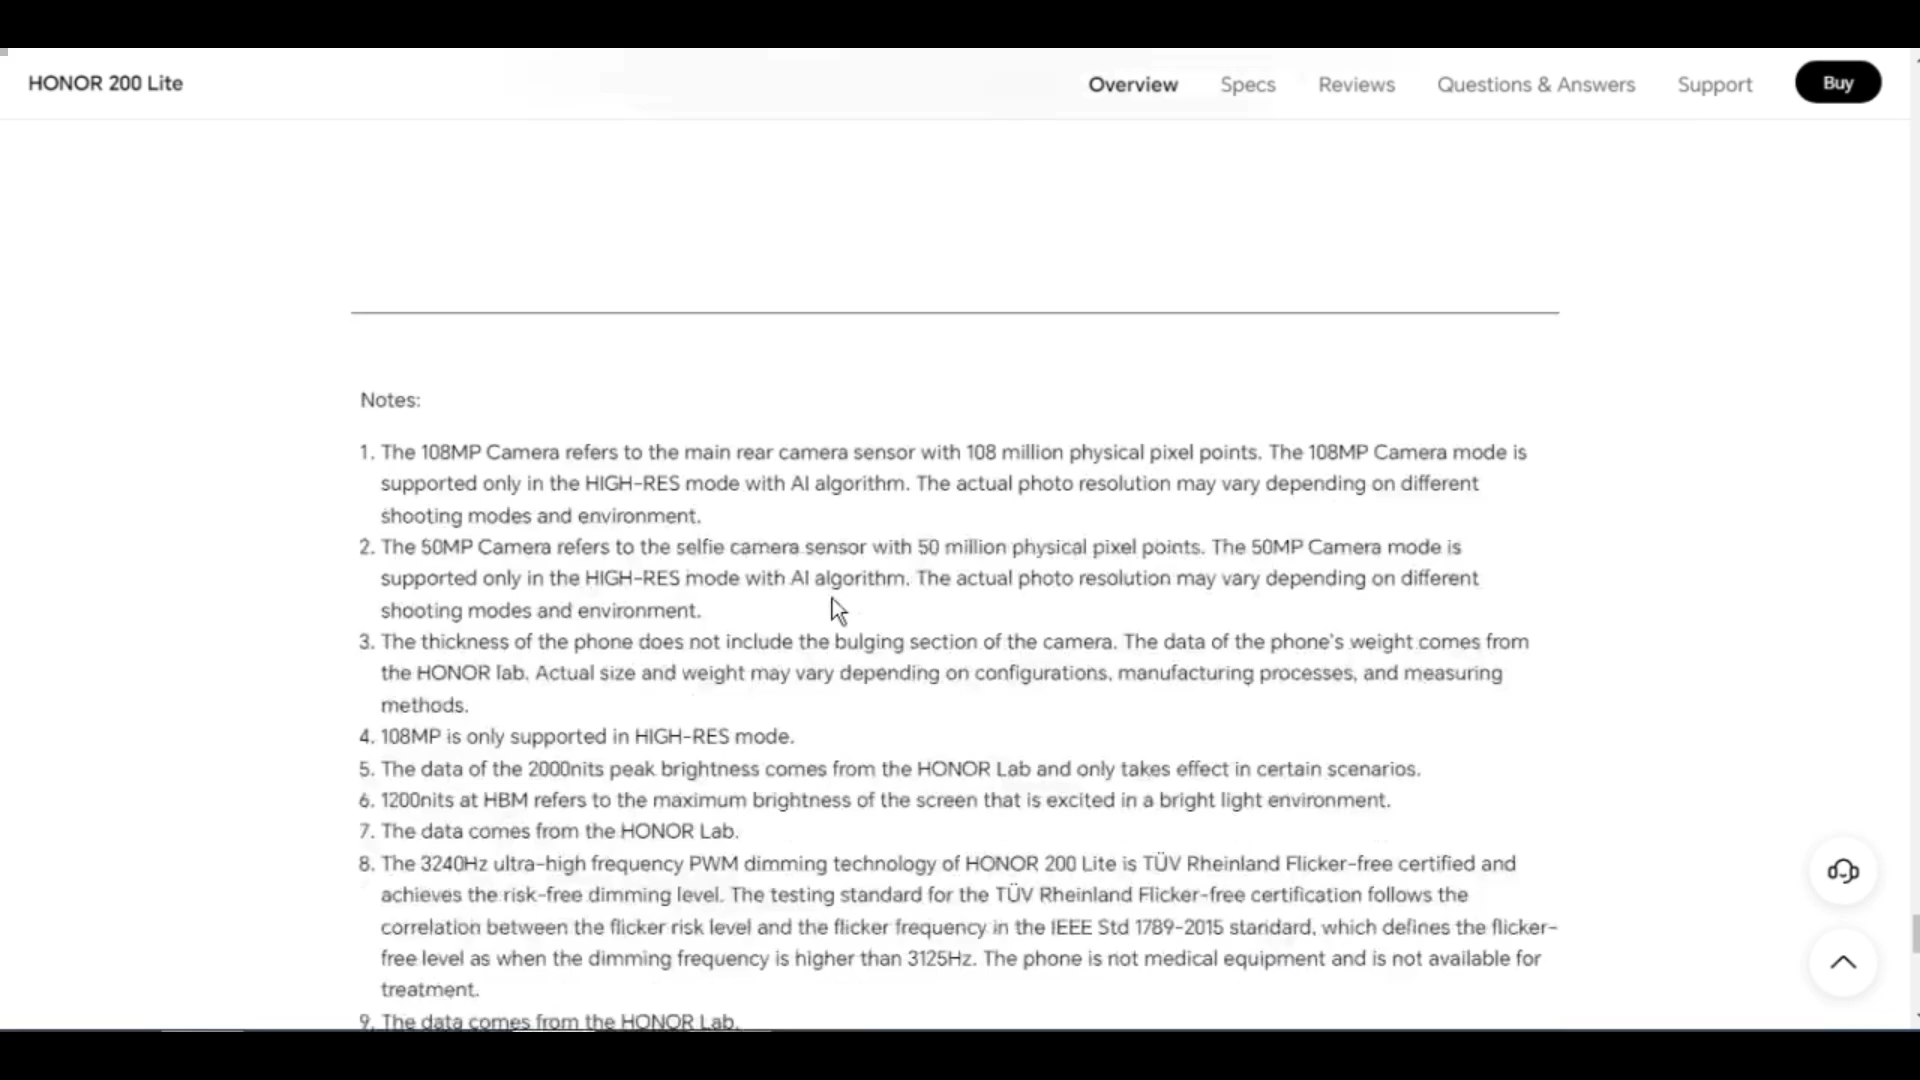 HONOR 200 Lite
Overview Specs Reviews Questions & Answers Support Buy
Notes:
1. The 108MP Camera refers to the main rear camera sensor with 108 million physical pixel points. The 108MP Camera mode is
supported only in the HIGH-RES mode with AI algorithm. The actual photo resolution may vary depending on different
shooting modes and environment.
2. The 50MP Camera refers to the selfie camera sensor with 50 million physical pixel points. The 50MP Camera mode is
supported only in the HIGH-RES mode with AI algorithm. The actual photo resolution may vary depending on different
shooting modes and environment.
3. The thickness of the phone does not include the bulging section of the camera. The data of the phone's weight comes from
the HONOR lab. Actual size and weight may vary depending on configurations, manufacturing processes, and measuring
methods.
4. 108MP is only supported in HIGH-RES mode.
5. The data of the 2000nits peak brightness comes from the HONOR Lab and only takes effect in certain scenarios.
6. 1200nits at HBM refers to the maximum brightness of the screen that is excited in a bright light environment.
7. The data comes from the HONOR Lab.
8. The 3240Hz ultra-high frequency PWM dimming technology of HONOR 200 Lite is TÜV Rheinland Flicker-free certified and
achieves the risk-free dimming level. The testing standard for the TÜV Rheinland Flicker-free certification follows the
correlation between the flicker risk level and the flicker frequency in the IEEE Std 1789-2015 standard, which defines the flicker-
free level as when the dimming frequency is higher than 3125Hz. The phone is not medical equipment and is not available for
treatment.
9. The data comes from the HONOR Lab.